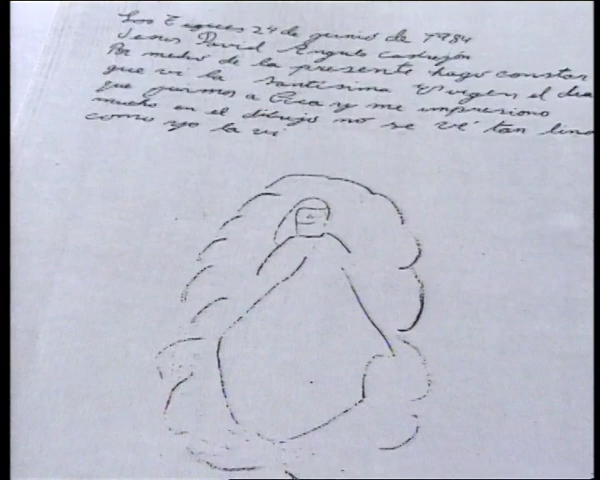 Los Teques 24 de junio de 1984
Jesus David Angulo Castrejón
Por medio de la presente hago constar
que vi la Santisima Virgen el dia
que fuimos a Cua y me impresiono
mucho en el dibujo no se ve tan lind
como yo la vi